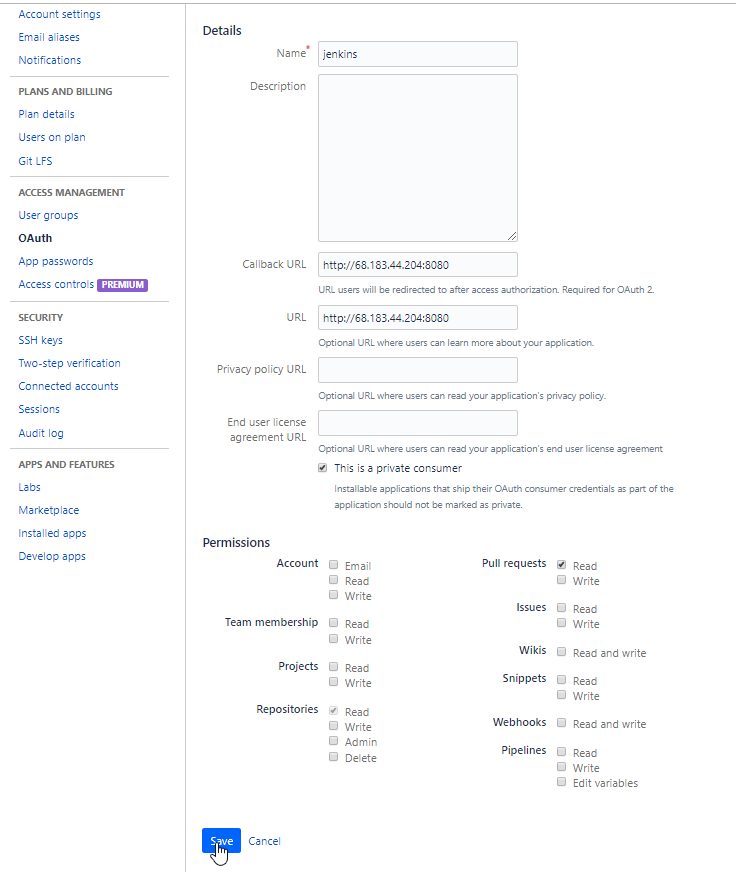 Account settings
Email aliases
Notifications
PLANS AND BILLING
Plan details
Users on plan
Git LFS
ACCESS MANAGEMENT
User groups
OAuth
App passwords
Access controls PREMIUM
SECURITY
SSH keys
Two-step verification
Connected accounts
Sessions
Audit log
APPS AND FEATURES
Labs
Marketplace
Installed apps
Develop apps
Details
Name* jenkins
Description
Callback URL http://68.183.44.204:8080
URL users will be redirected to after access authorization. Required for OAuth 2.
URL http://68.183.44.204:8080
Optional URL where users can learn more about your application.
Privacy policy URL
Optional URL where users can read your application's privacy policy.
End user license
agreement URL
Optional URL where users can read your application's end user license agreement
This is a private consumer
Installable applications that ship their OAuth consumer credentials as part of the
application should not be marked as private.
Permissions
Account Email
Read
Write
Team membership Read
Write
Projects Read
Write
Repositories Read
Write
Admin
Delete
Pull requests Read
Write
Issues Read
Write
Wikis Read and write
Snippets Read
Write
Webhooks Read and write
Pipelines Read
Write
Edit variables
Save Cancel